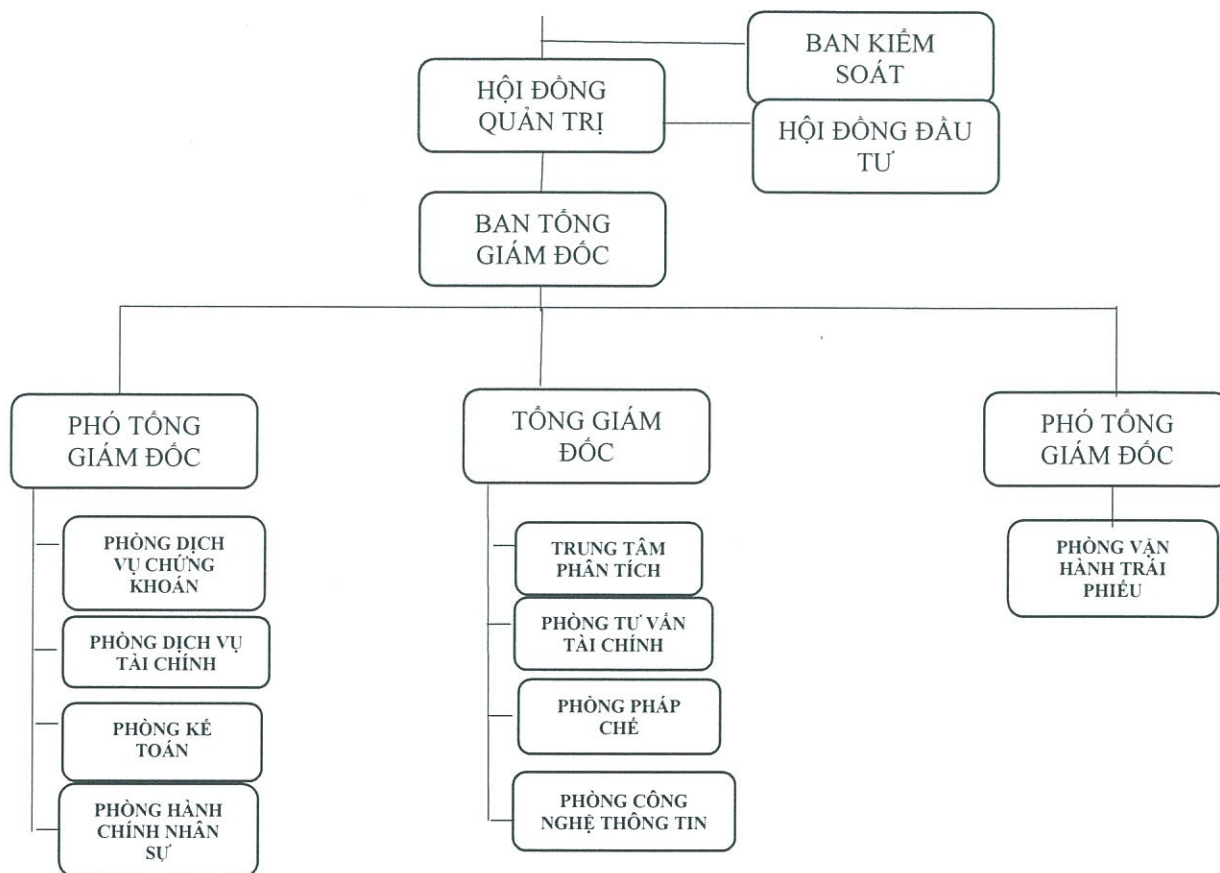 BAN KIỂM
SOÁT
HỘI ĐỒNG
QUẢN TRỊ
HỘI ĐỒNG ĐẦU
TƯ
BAN TỔNG
GIÁM ĐỐC
PHÓ TỔNG
GIÁM ĐỐC
TỔNG GIÁM
ĐỐC
PHÓ TỔNG
GIÁM ĐỐC
PHÒNG DỊCH
VỤ CHỨNG
KHOÁN
PHÒNG DỊCH VỤ
TÀI CHÍNH
PHÒNG KẾ
TOÁN
PHÒNG HÀNH
CHÍNH NHÂN
SỰ
TRUNG TÂM
PHÂN TÍCH
PHÒNG TƯ VẤN
TÀI CHÍNH
PHÒNG PHÁP
CHẾ
PHÒNG CÔNG
NGHỆ THÔNG TIN
PHÒNG VẬN
HÀNH TRÁI
PHIẾU